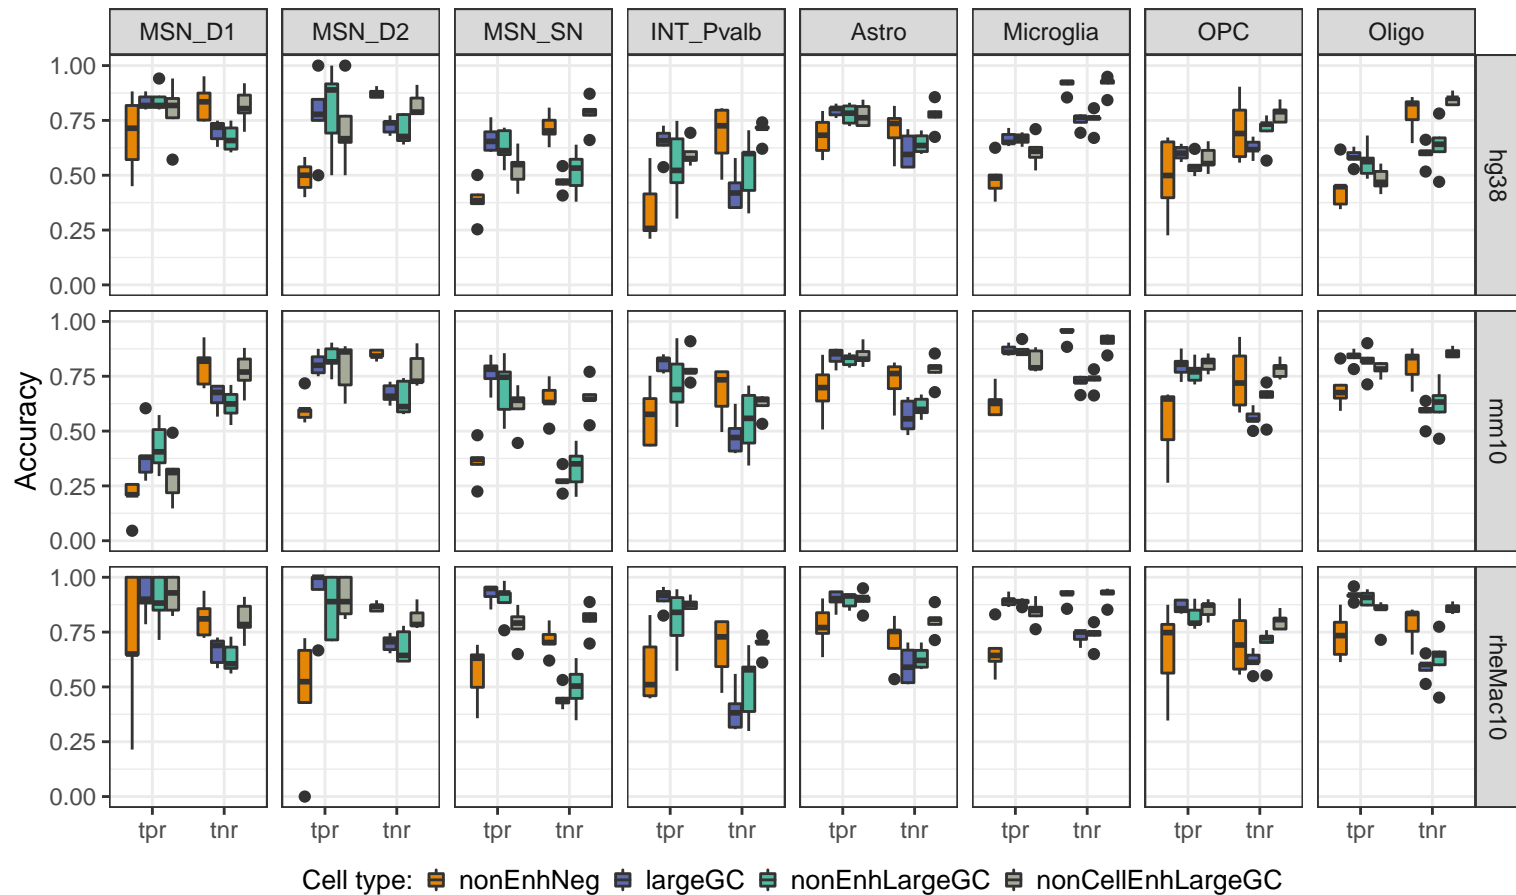 MSN_D1 MSN_D2 MSN_SN INT_Pvalb Astro Microglia OPC Oligo
1.00
0.75
0.50
0.25
0.00
hg38
1.00
0.75
0.50
0.25
0.00
mm10
1.00
0.75
0.50
0.25
0.00
rheMac10
Accuracy
tpr tnr tpr tnr tpr tnr tpr tnr tpr tnr tpr tnr tpr tnr tpr tnr
Cell type: nonEnhNeg largeGC nonEnhLargeGC nonCellEnhLargeGC